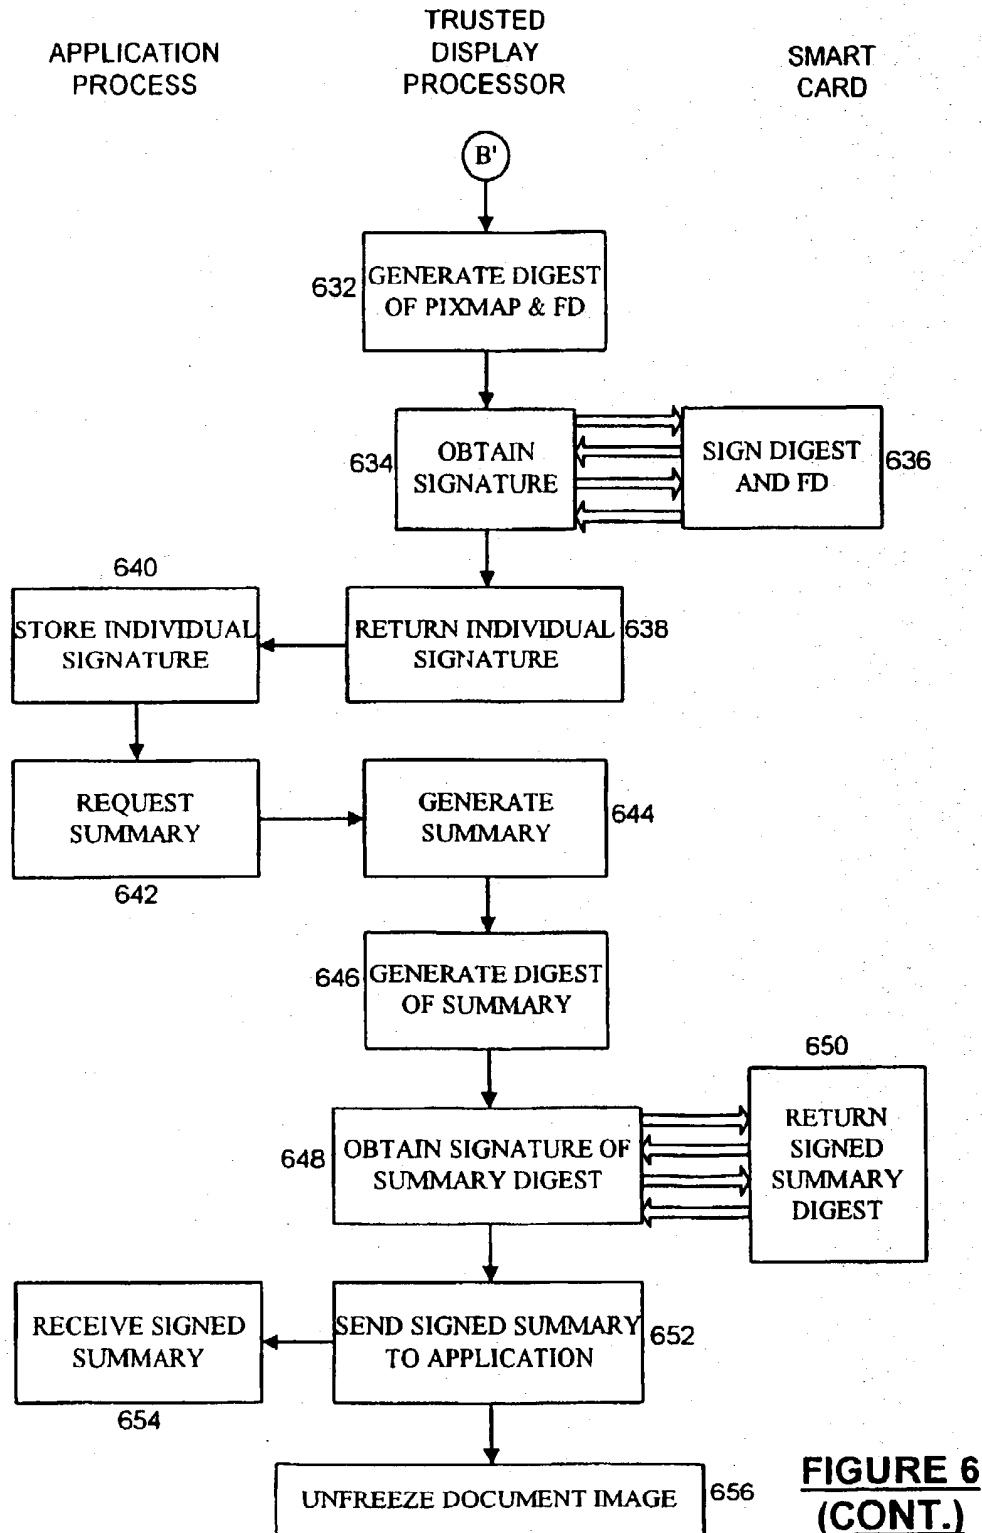 APPLICATION
PROCESS
TRUSTED
DISPLAY
PROCESSOR
SMART
CARD
B'
632
GENERATE DIGEST
OF PIXMAP & FD
634
OBTAIN
SIGNATURE
SIGN DIGEST
AND FD
636
640
STORE INDIVIDUAL
SIGNATURE
RETURN INDIVIDUAL
SIGNATURE
638
REQUEST
SUMMARY
642
GENERATE
SUMMARY
644
646
GENERATE DIGEST
OF SUMMARY
648
OBTAIN SIGNATURE OF
SUMMARY DIGEST
650
RETURN
SIGNED
SUMMARY
DIGEST
RECEIVE SIGNED
SUMMARY
654
SEND SIGNED SUMMARY
TO APPLICATION
652
UNFREEZE DOCUMENT IMAGE
656
FIGURE 6
(CONT.)